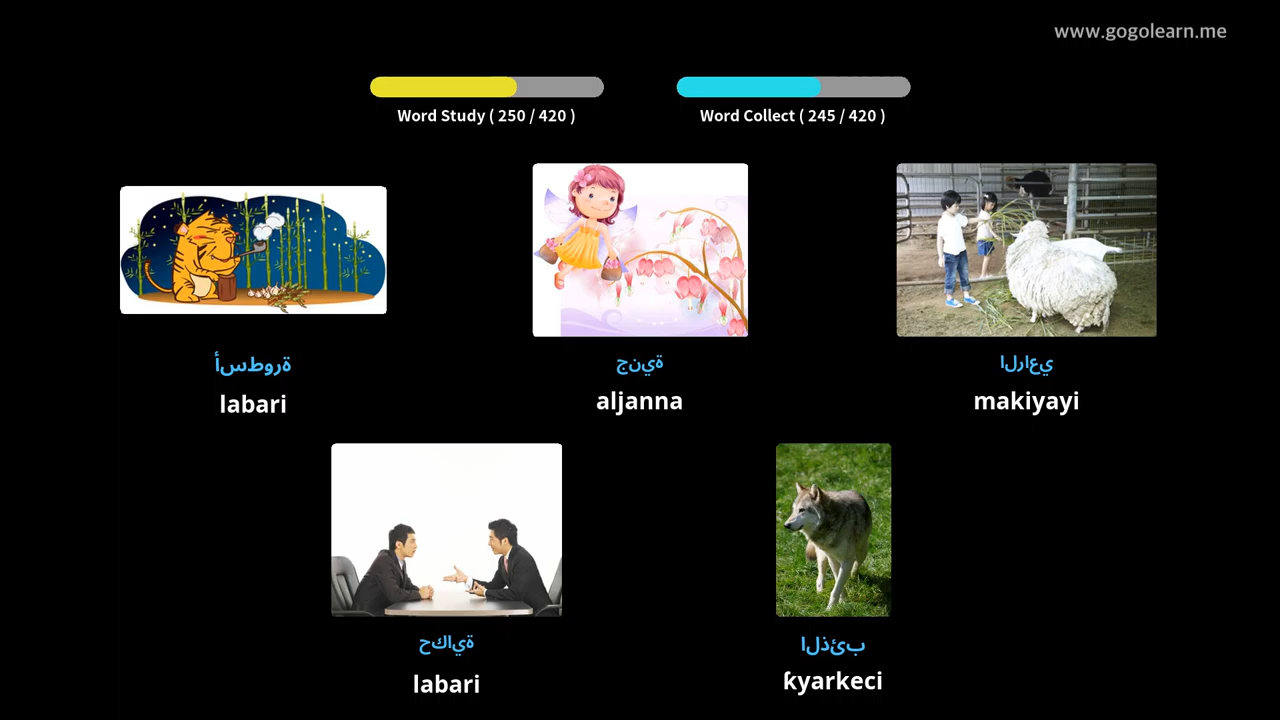 www.gogolearn.me
Word Study ( 250 / 420 )
Word Collect ( 245 / 420 )
أسطورة
جنية
الراعي
labari
aljanna
makiyayi
حكاية
الذئب
labari
ƙyarkeci